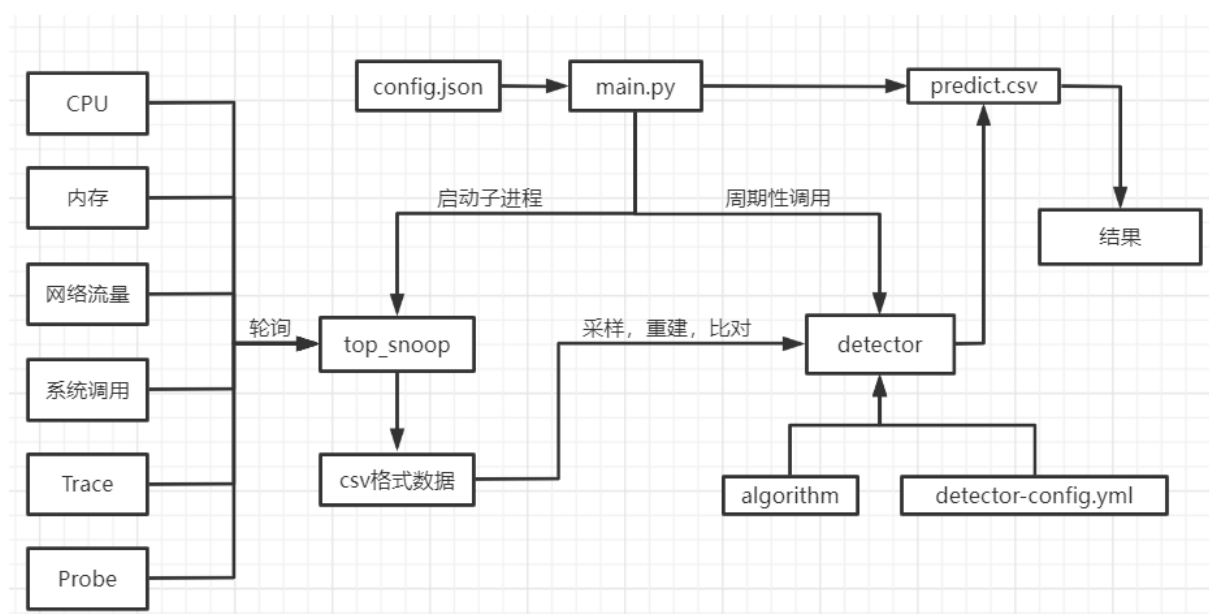 CPU
内存
网络流量
系统调用
Trace
Probe
轮询
config.json
main.py
predict.csv
启动子进程
周期性调用
结果
top_snoop
采样，重建，比对
detector
csv格式数据
algorithm
detector-config.yml